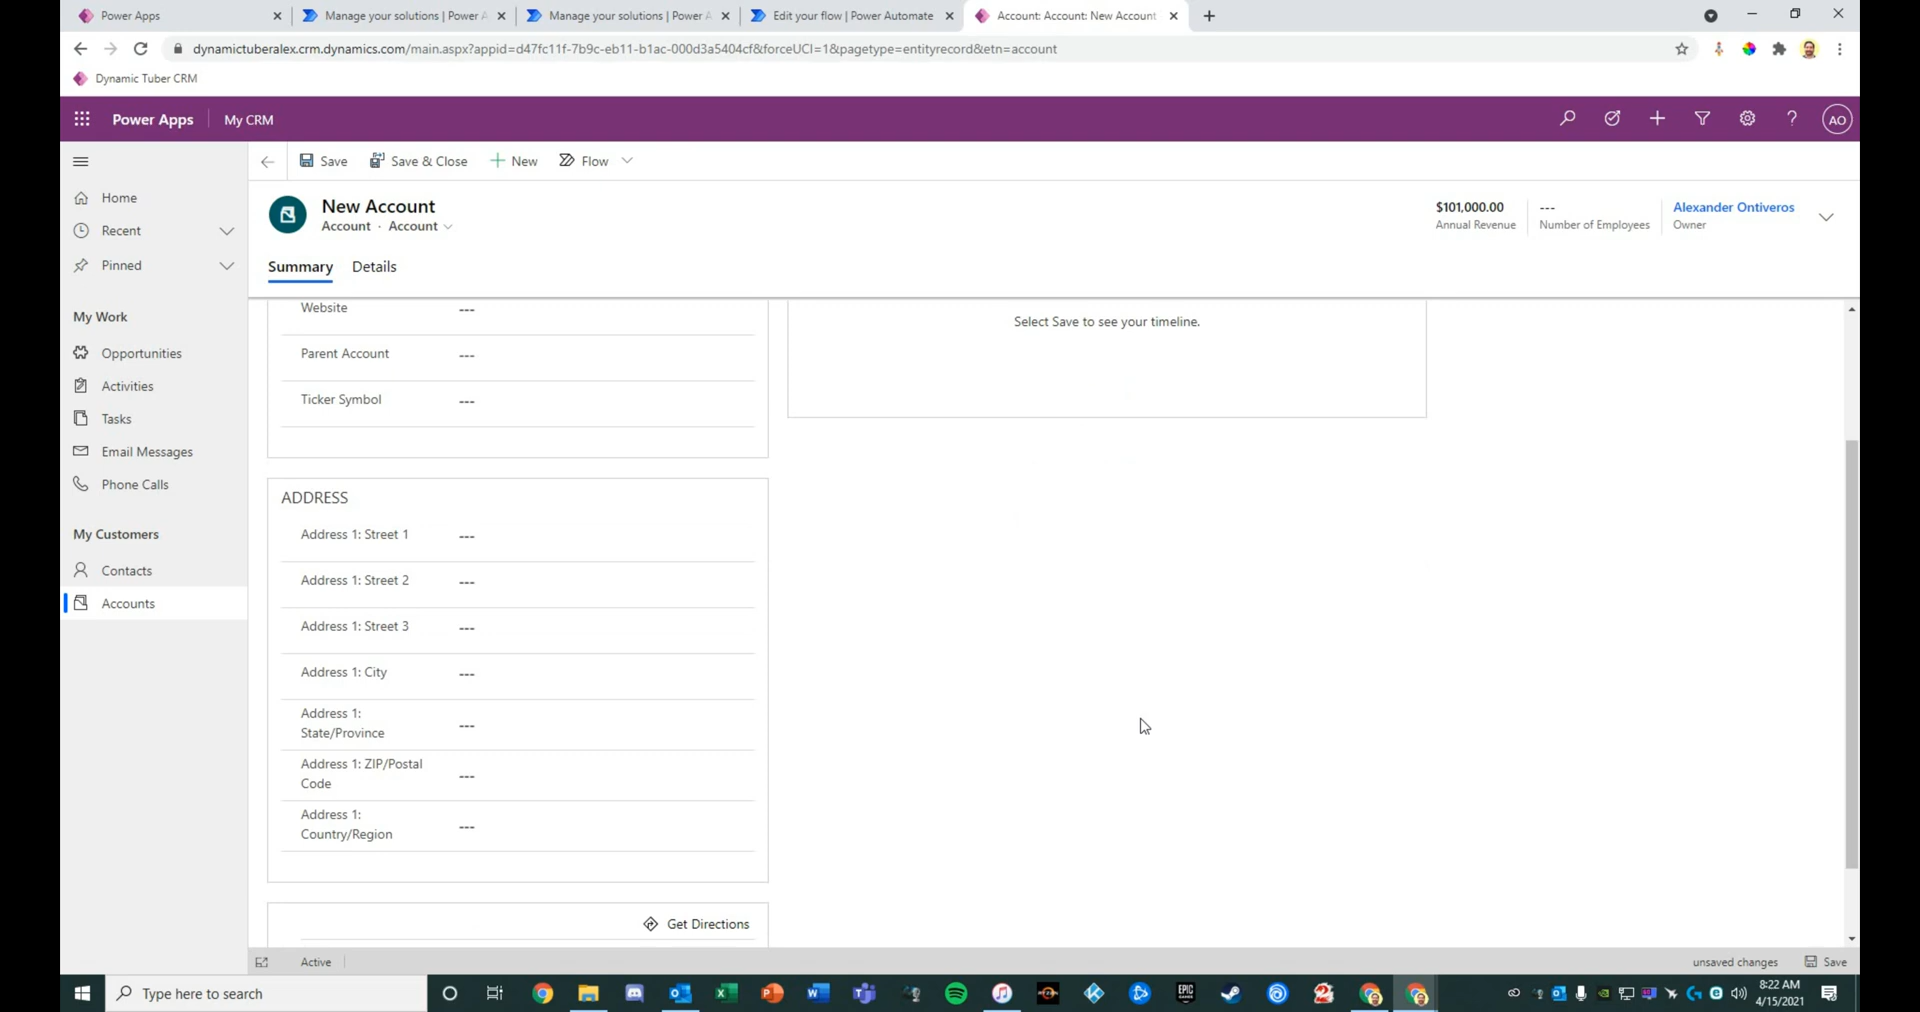 Power Apps
Manage your solutions | Power A
Manage your solutions | Power A
Edit your flow | Power Automate
Account: Account: New Account
dynamictuberalex.crm.dynamics.com/main.aspx?appid=d47fc11f-7b9c-eb11-b1ac-000d3a5404cf&forceUCI=1&pagetype=entityrecord&etn=account
Dynamic Tuber CRM
Power Apps
My CRM
AO
Save
Save & Close
New
Flow
Home
Recent
Pinned
My Work
Opportunities
Activities
Tasks
Email Messages
Phone Calls
My Customers
Contacts
Accounts
New Account
Account · Account
$101,000.00
Annual Revenue
---
Number of Employees
Alexander Ontiveros
Owner
Summary Details
Website ---
Parent Account ---
Ticker Symbol ---
Select Save to see your timeline.
ADDRESS
Address 1: Street 1 ---
Address 1: Street 2 ---
Address 1: Street 3 ---
Address 1: City ---
Address 1:
State/Province ---
Address 1: ZIP/Postal
Code ---
Address 1:
Country/Region ---
Get Directions
Active
unsaved changes
Save
Type here to search
EPIC
GAMES
8:22 AM
4/15/2021